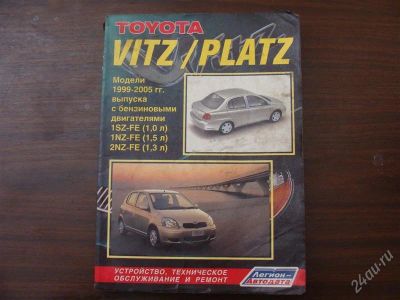 TOYOTA
VITZ / PLATZ
Модели
1999-2005 гг.
выпуска
с бензиновыми
двигателями
1SZ-FE (1,0 л)
1NZ-FE (1,5 л)
2NZ-FE (1,3 л)
УСТРОЙСТВО, ТЕХНИЧЕСКОЕ
ОБСЛУЖИВАНИЕ И РЕМОНТ
Легион-
Автодата
24au.ru